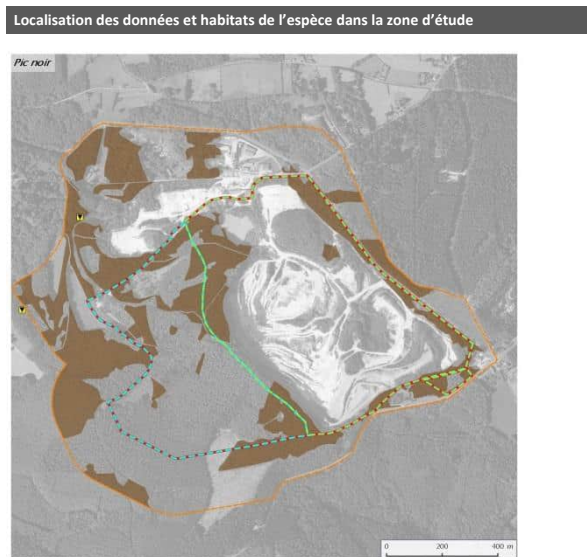 Localisation des données et habitats de l’espèce dans la zone d’étude
Pic noir
0 200 400 m